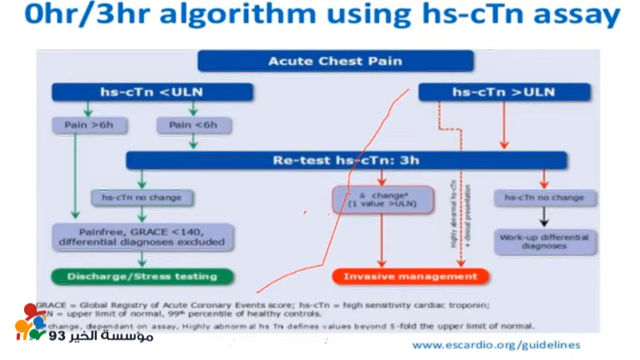 0hr/3hr algorithm using hs-cTn assay
Acute Chest Pain
hs-cTn <ULN
hs-cTn >ULN
Pain >6h
Pain <6h
Re-test hs-cTn: 3h
hs-cTn no change
Δ change*
(1 value >ULN)
Highly abnormal hs-cTn
+ clinical presentation
hs-cTn no change
Painfree, GRACE <140,
differential diagnoses excluded
Work-up differential
diagnoses
Discharge/Stress testing
Invasive management
GRACE = Global Registry of Acute Coronary Events score; hs-cTn = high sensitivity cardiac troponin;
= upper limit of normal, 99th percentile of healthy controls.
change, dependant on assay, Highly abnormal hs Tn defines values beyond 5-fold the upper limit of normal.
مؤسسة الخير 93
www.escardio.org/guidelines